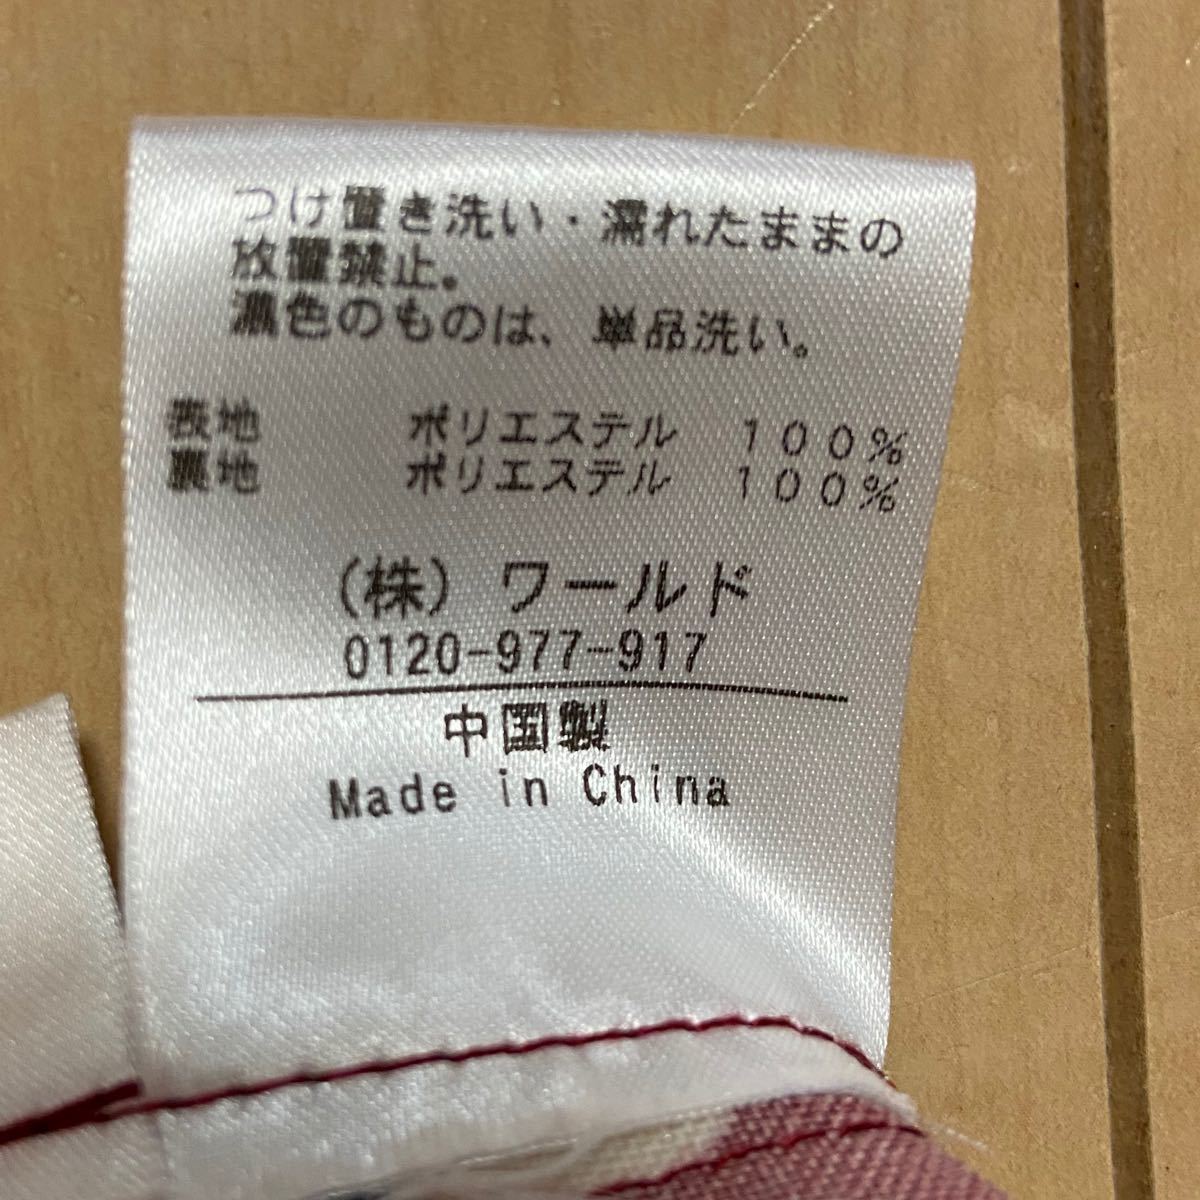 つけ置き洗い・濡れたままの
放置禁止。
濃色のものは、単品洗い。
表地 ポリエステル 100%
裏地 ポリエステル 100%
(株) ワールド
0120-977-917
中国製
Made in China